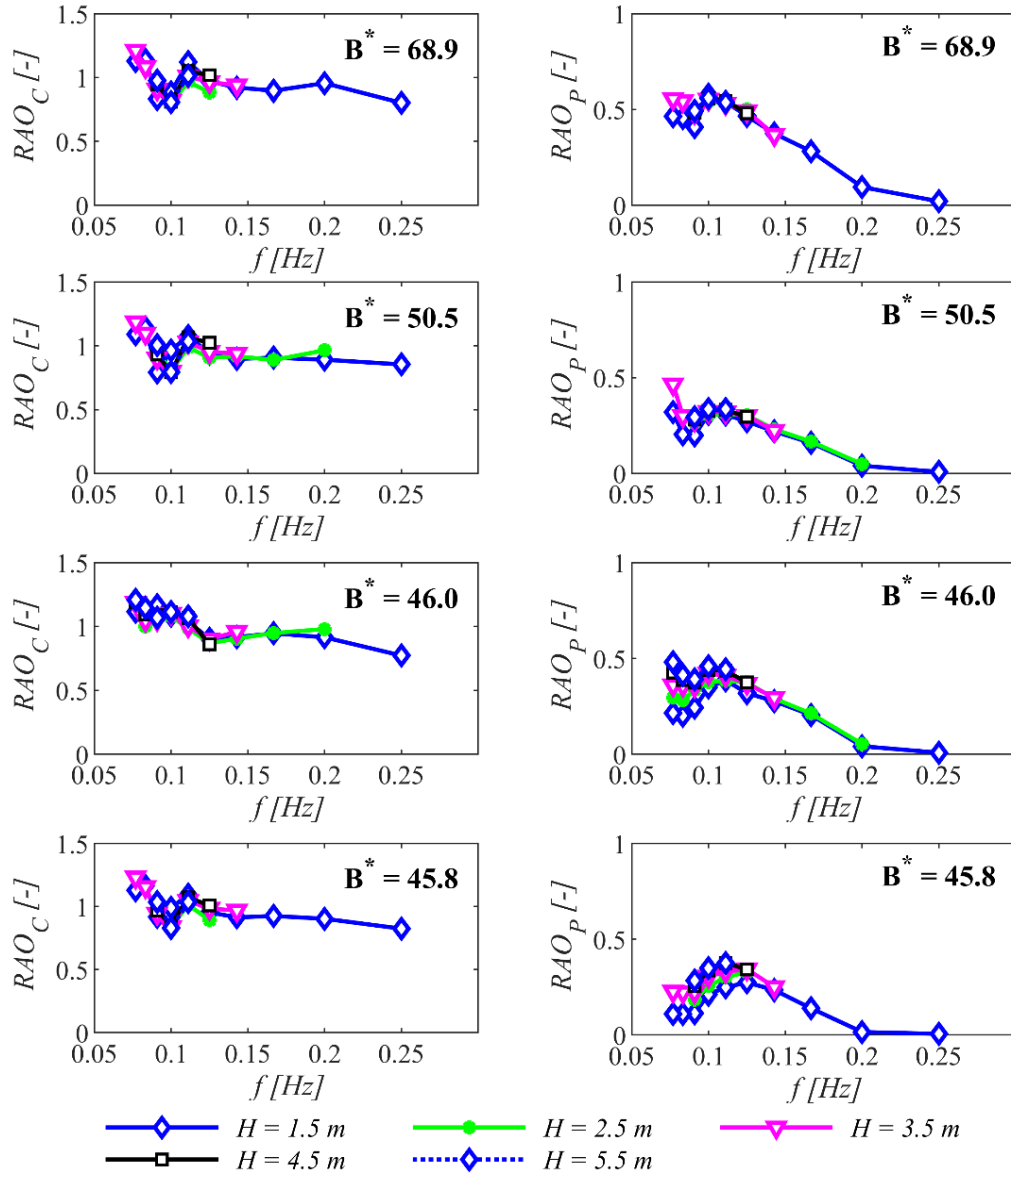 1.5
1
0.5
0
RAO_C [-]
B* = 68.9
0.05 0.1 0.15 0.2 0.25
f [Hz]
1
0.5
0
RAO_P [-]
B* = 68.9
0.05 0.1 0.15 0.2 0.25
f [Hz]
1.5
1
0.5
0
RAO_C [-]
B* = 50.5
0.05 0.1 0.15 0.2 0.25
f [Hz]
1
0.5
0
RAO_P [-]
B* = 50.5
0.05 0.1 0.15 0.2 0.25
f [Hz]
1.5
1
0.5
0
RAO_C [-]
B* = 46.0
0.05 0.1 0.15 0.2 0.25
f [Hz]
1
0.5
0
RAO_P [-]
B* = 46.0
0.05 0.1 0.15 0.2 0.25
f [Hz]
1.5
1
0.5
0
RAO_C [-]
B* = 45.8
0.05 0.1 0.15 0.2 0.25
f [Hz]
1
0.5
0
RAO_P [-]
B* = 45.8
0.05 0.1 0.15 0.2 0.25
f [Hz]
H = 1.5 m H = 2.5 m H = 3.5 m
H = 4.5 m H = 5.5 m